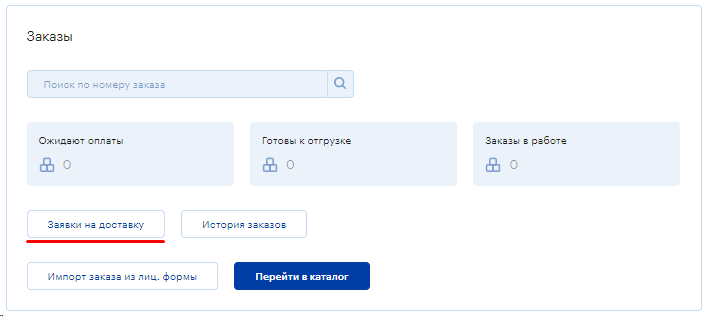 Заказы
Поиск по номеру заказа
Ожидают оплаты
0
Готовы к отгрузке
0
Заказы в работе
0
Заявки на доставку
История заказов
Импорт заказа из лиц. формы
Перейти в каталог